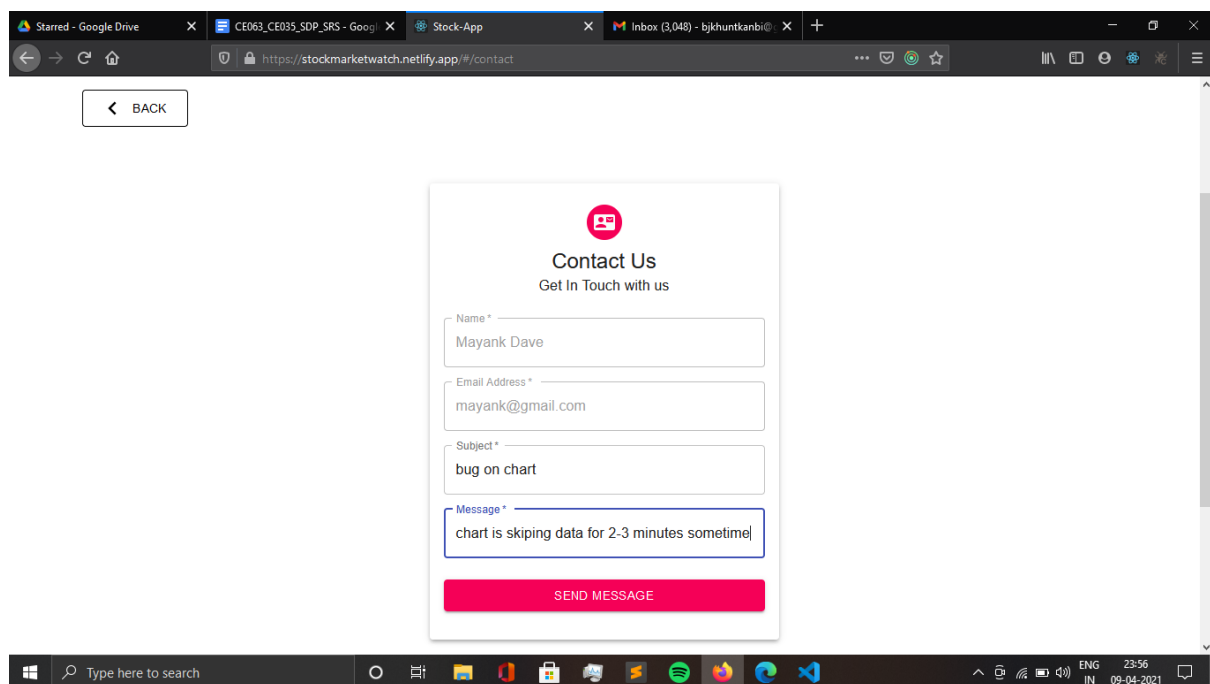 Starred - Google Drive
CE063_CE035_SDP_SRS - Googl
Stock-App
Inbox (3,048) - bjkhuntkanbi@g
https://stockmarketwatch.netlify.app/#/contact
BACK
Contact Us
Get In Touch with us
Name *
Mayank Dave
Email Address *
mayank@gmail.com
Subject *
bug on chart
Message *
chart is skiping data for 2-3 minutes sometime
SEND MESSAGE
Type here to search
ENG
IN
23:56
09-04-2021